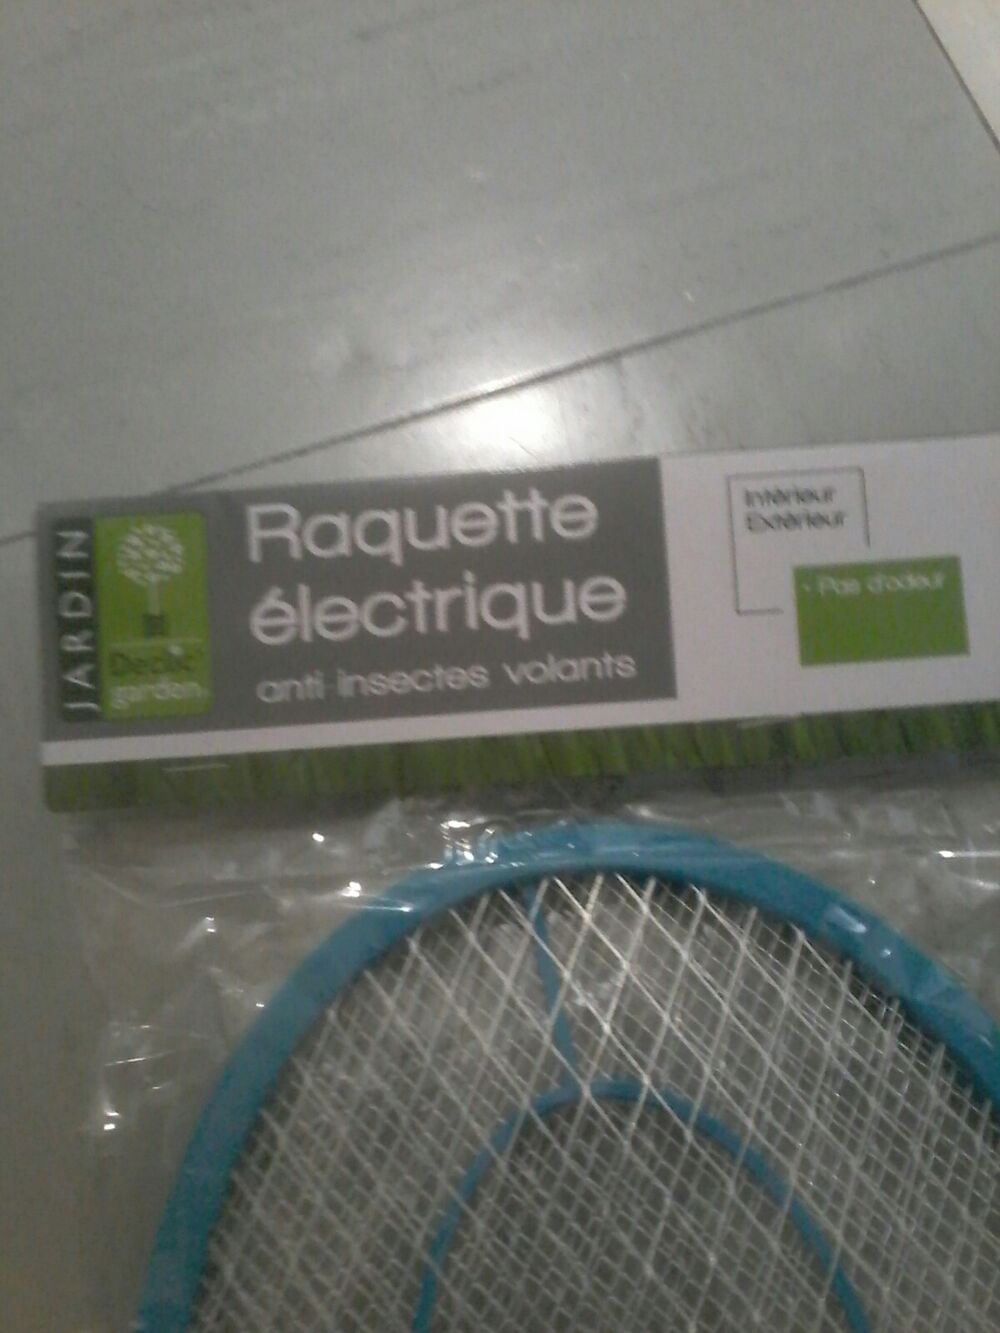 JARDIN
Declic
garden
Raquette
électrique
anti insectes volants
Intérieur
Extérieur
• Pas d'odeur